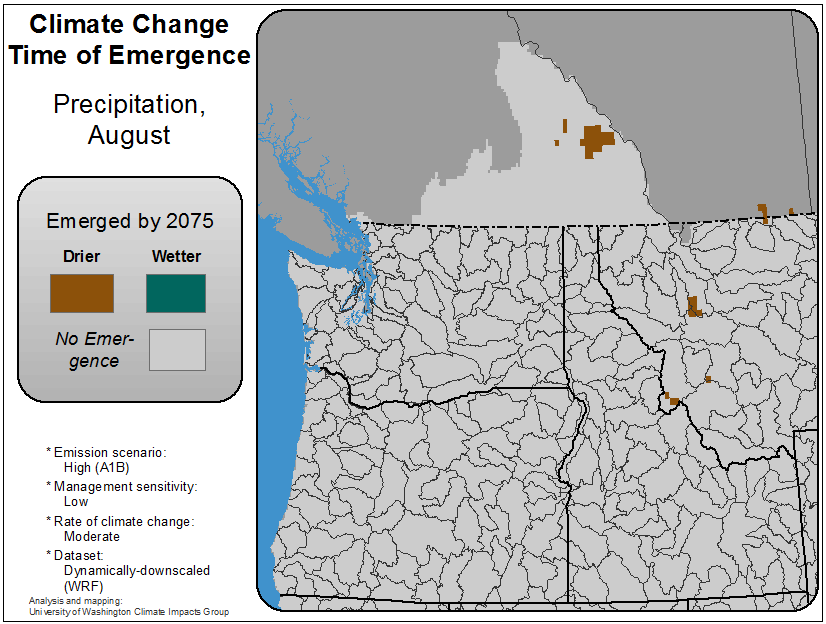 Climate Change
Time of Emergence
Precipitation,
August
Emerged by 2075
Drier Wetter
No Emer-
gence
* Emission scenario:
High (A1B)
* Management sensitivity:
Low
* Rate of climate change:
Moderate
* Dataset:
Dynamically-downscaled
(WRF)
Analysis and mapping:
University of Washington Climate Impacts Group